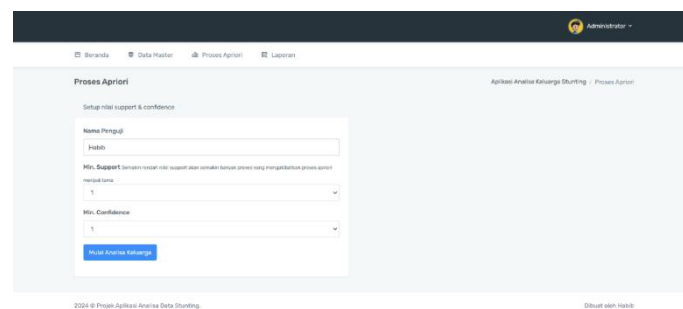 Administrator
Beranda Data Master Proses Apriori Laporan
Proses Apriori
Aplikasi Analisa Keluarga Stunting / Proses Apriori
Setup nilai support & confidence
Nama Penguji
Habib
Min. Support Semakin rendah nilai support akan semakin banyak proses yang mengakibatkan proses apriori
menjadi lama
1
Min. Confidence
1
Mulai Analisa Keluarga
2024 © Projek Aplikasi Analisa Data Stunting.
Dibuat oleh Habib